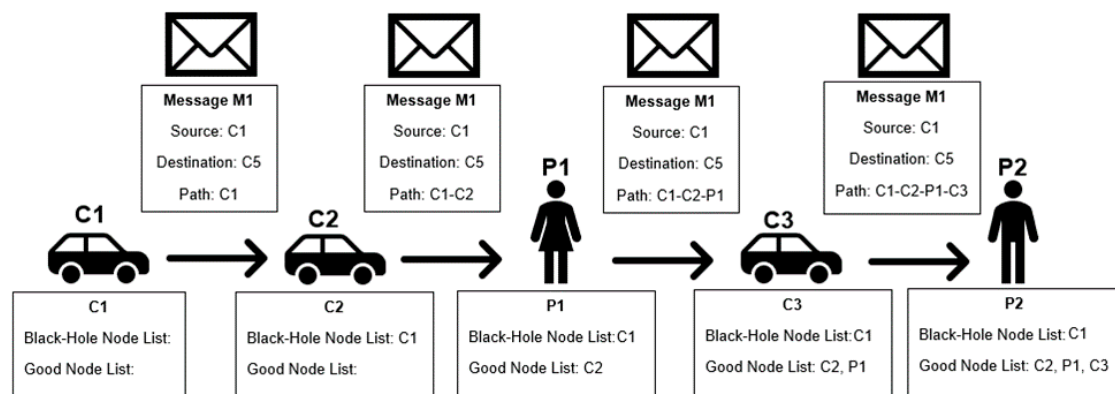 Message M1
Source: C1
Destination: C5
Path: C1
Message M1
Source: C1
Destination: C5
Path: C1-C2
Message M1
Source: C1
Destination: C5
Path: C1-C2-P1
Message M1
Source: C1
Destination: C5
Path: C1-C2-P1-C3
C1
C2
P1
C3
P2
C1
Black-Hole Node List:
Good Node List:
C2
Black-Hole Node List: C1
Good Node List:
P1
Black-Hole Node List:C1
Good Node List: C2
C3
Black-Hole Node List:C1
Good Node List: C2, P1
P2
Black-Hole Node List:C1
Good Node List: C2, P1, C3